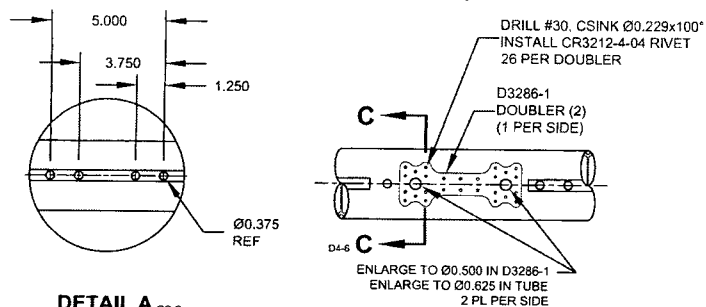 5.000
3.750
1.250
Ø0.375
REF
DETAIL A
DRILL #30, CSINK Ø0.229x100°
INSTALL CR3212-4-04 RIVET
26 PER DOUBLER
D3286-1
DOUBLER (2)
(1 PER SIDE)
C
D4-6 C
ENLARGE TO Ø0.500 IN D3286-1
ENLARGE TO Ø0.625 IN TUBE
2 PL PER SIDE